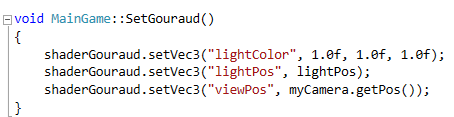 void MainGame::SetGouraud()
{
    shaderGouraud.setVec3("lightColor", 1.0f, 1.0f, 1.0f);
    shaderGouraud.setVec3("lightPos", lightPos);
    shaderGouraud.setVec3("viewPos", myCamera.getPos());
}